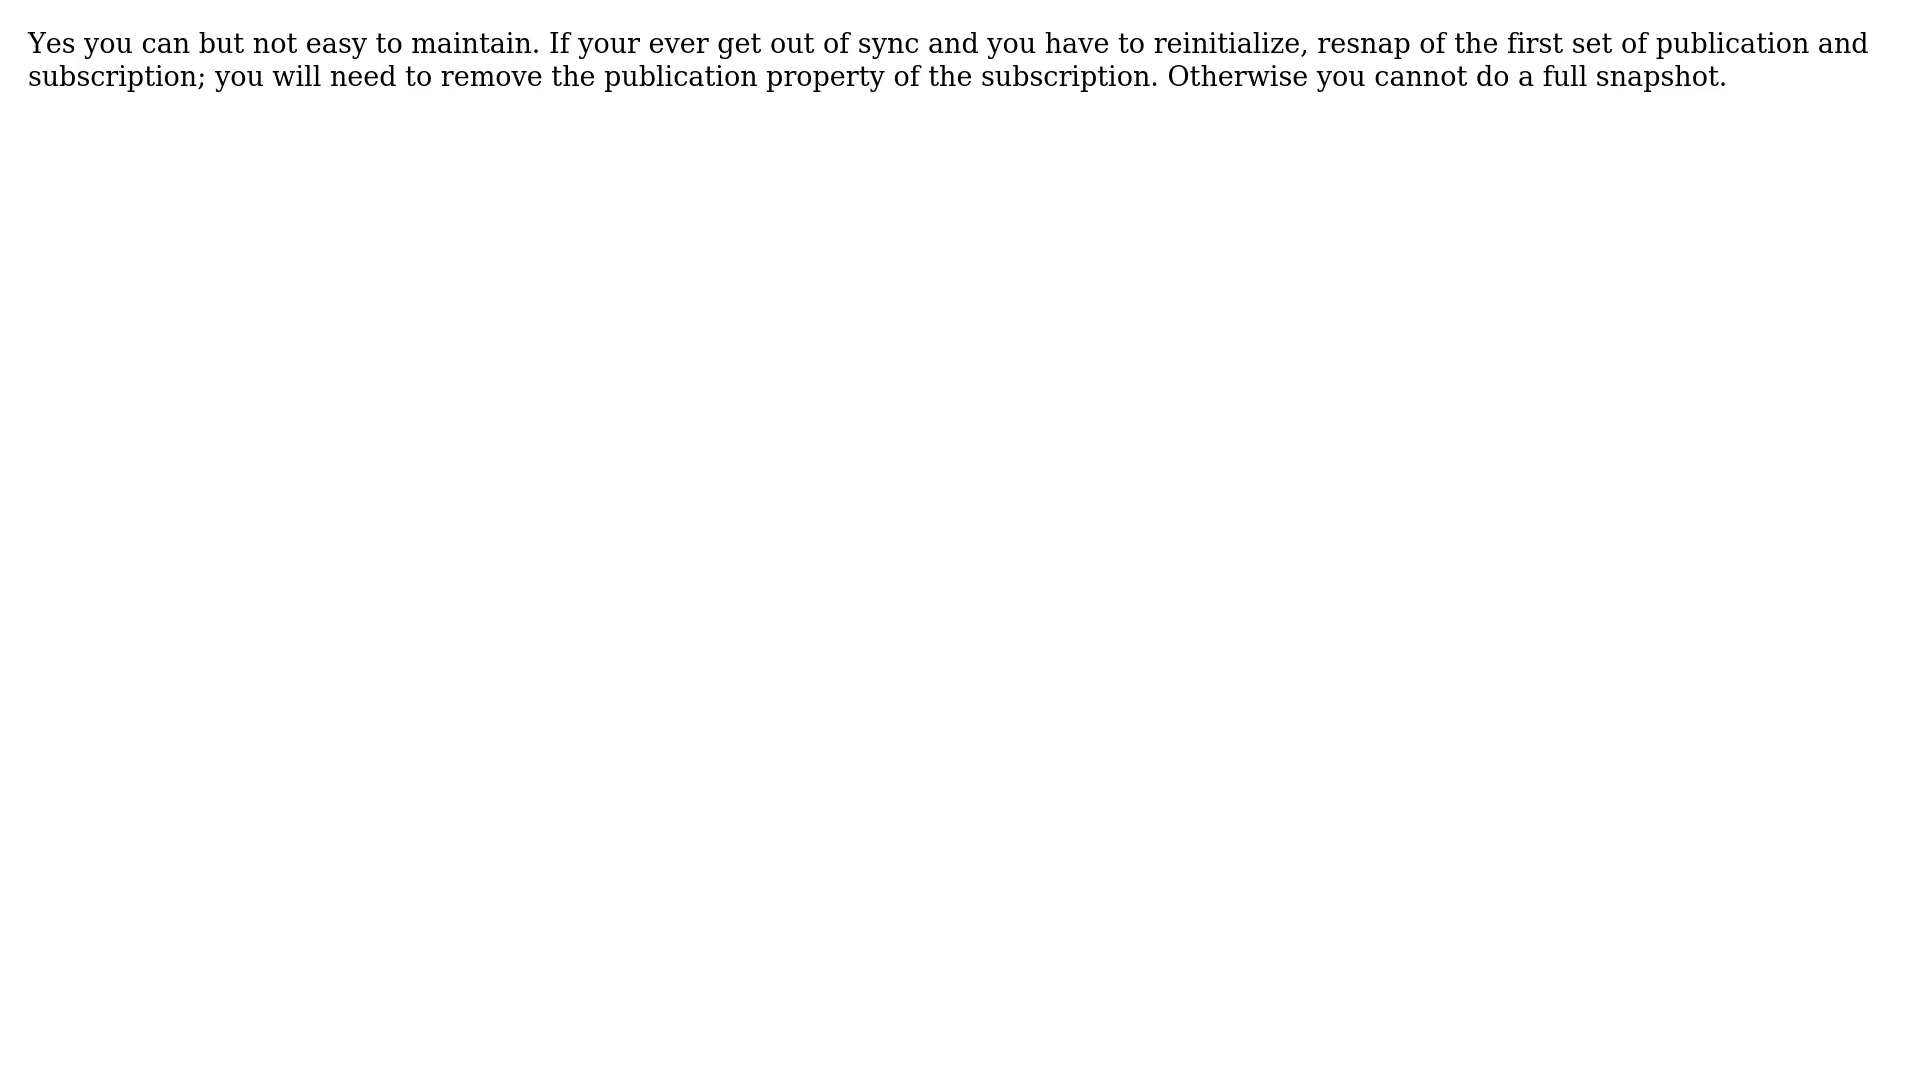 Yes you can but not easy to maintain. If your ever get out of sync and you have to reinitialize, resnap of the first set of publication and
subscription; you will need to remove the publication property of the subscription. Otherwise you cannot do a full snapshot.